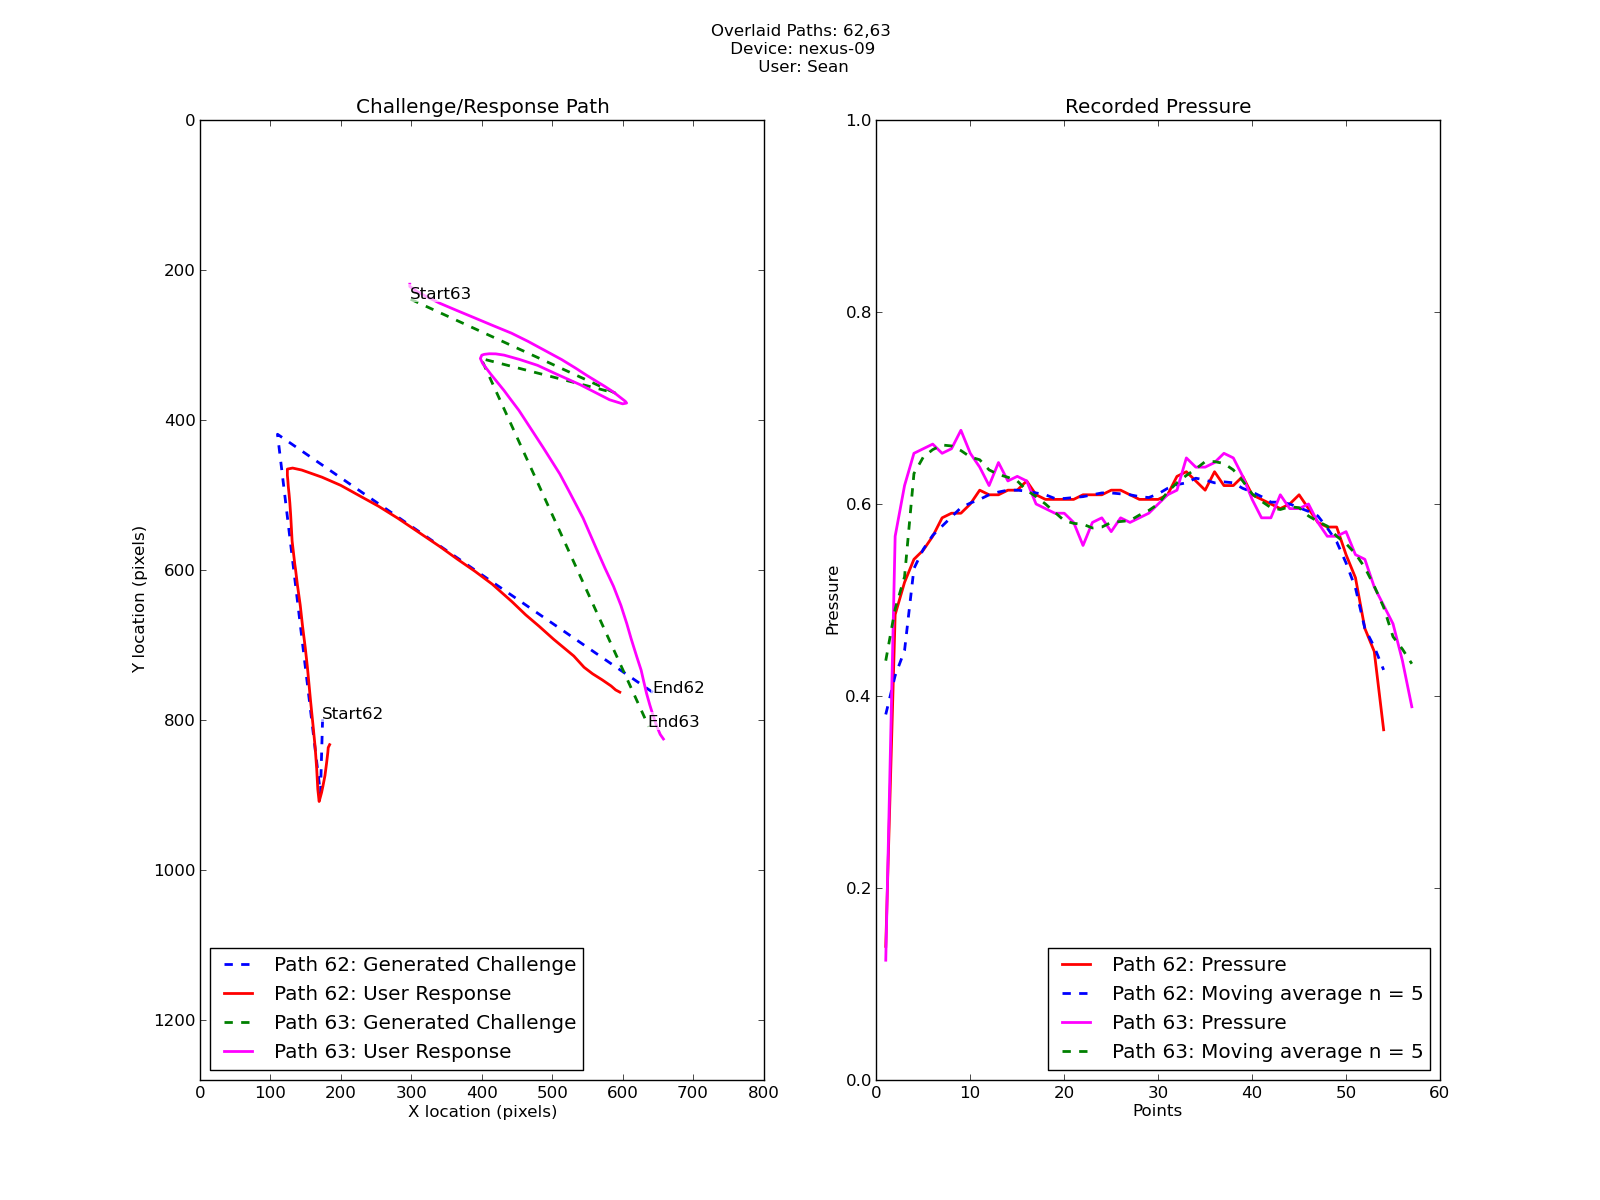 Overlaid Paths: 62,63
Device: nexus-09
User: Sean
Challenge/Response Path
0
200
400
600
800
1000
1200
Y location (pixels)
Start63
Start62
End62
End63
Path 62: Generated Challenge
Path 62: User Response
Path 63: Generated Challenge
Path 63: User Response
0 100 200 300 400 500 600 700 800
X location (pixels)
Recorded Pressure
1.0
0.8
0.6
0.4
0.2
0.0
Pressure
Path 62: Pressure
Path 62: Moving average n = 5
Path 63: Pressure
Path 63: Moving average n = 5
0 10 20 30 40 50 60
Points